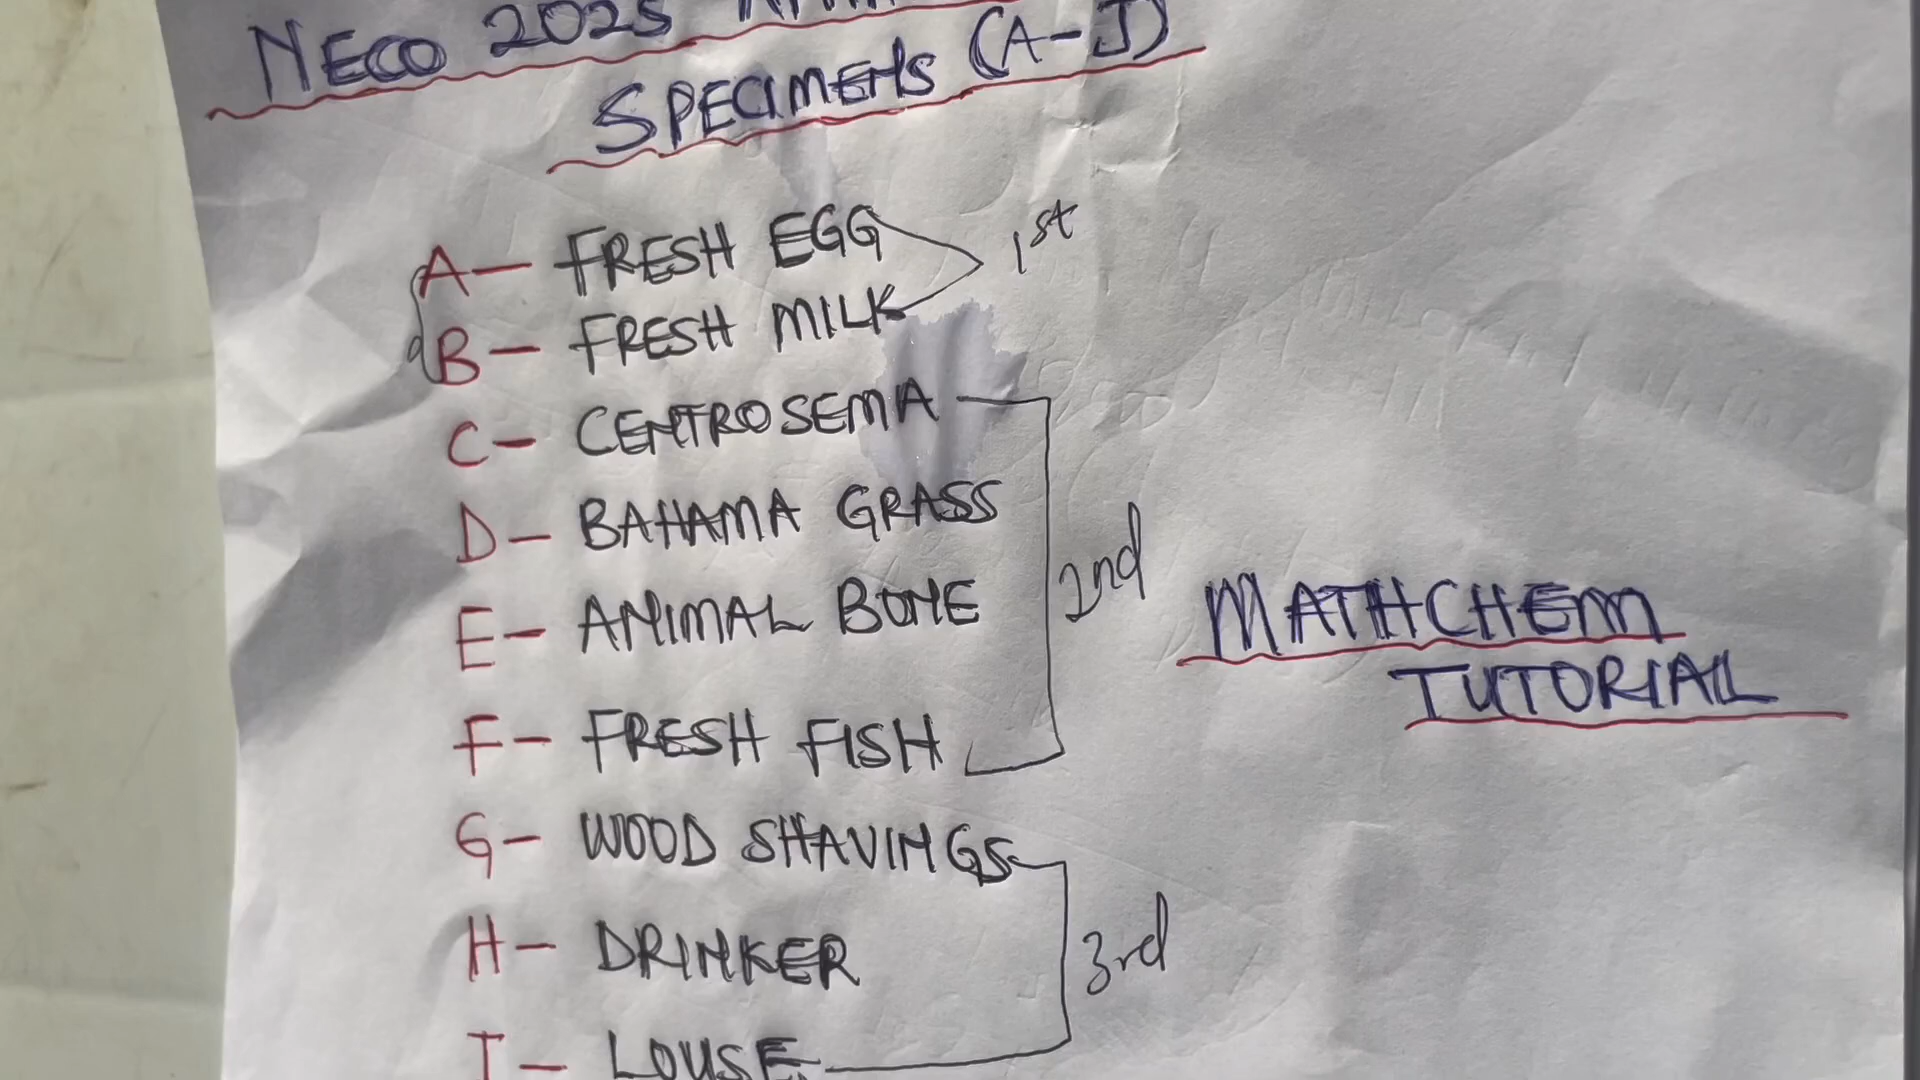 NECO 2025
SPECIMENS (A-J)
A- FRESH EGG
1st
B- FRESH MILK
C- CENTROSEMA
D- BAHAMA GRASS
2nd
E- ANIMAL BONE
F- FRESH FISH
MATHCHEM
TUTORIAL
G- WOOD SHAVINGS
H- DRINKER
3rd
I- LOUSE